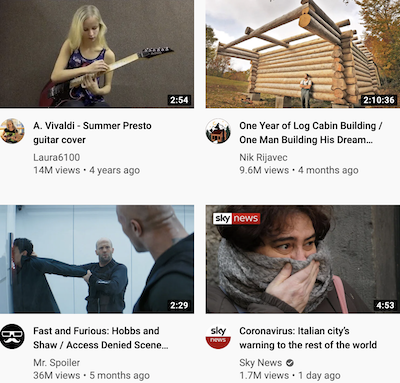 2:54
A. Vivaldi - Summer Presto
guitar cover
Laura6100
14M views • 4 years ago
2:10:36
One Year of Log Cabin Building /
One Man Building His Dream...
Nik Rijavec
9.6M views • 4 months ago
2:29
Fast and Furious: Hobbs and
Shaw / Access Denied Scene...
Mr. Spoiler
36M views • 5 months ago
sky news
4:53
sky
news
Coronavirus: Italian city's
warning to the rest of the world
Sky News
1.7M views • 1 day ago